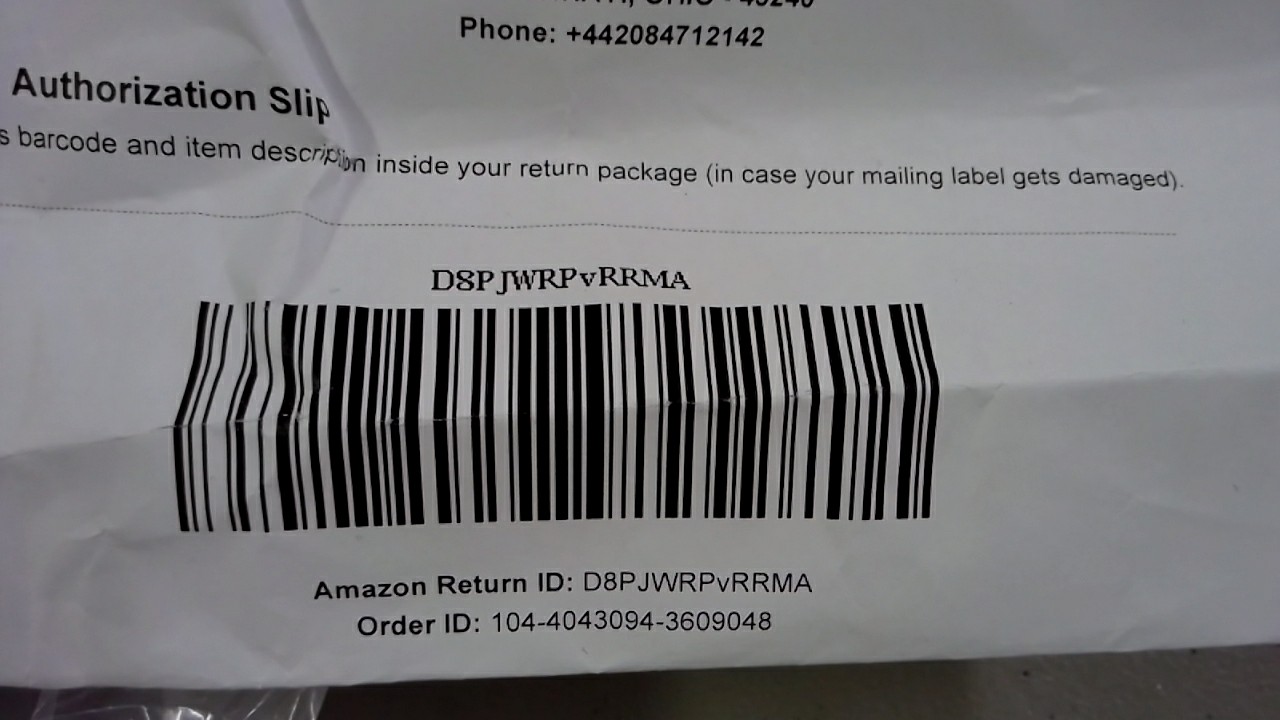 Phone: +442084712142
Authorization Slip
barcode and item description inside your return package (in case your mailing label gets damaged).
D8PJWRPvRRMA
Amazon Return ID: D8PJWRPvRRMA
Order ID: 104-4043094-3609048